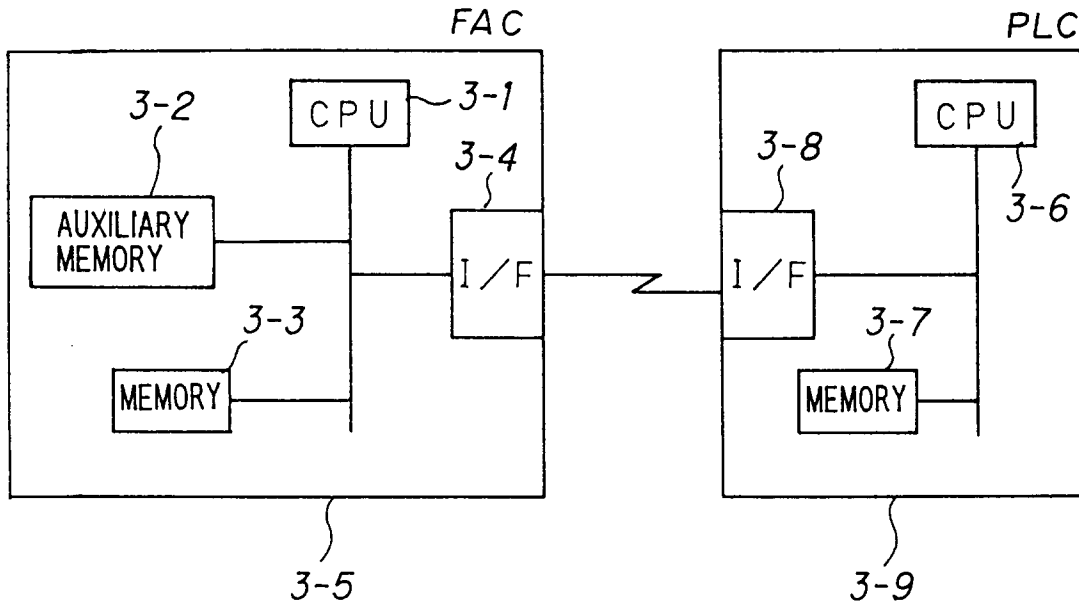 FAC
PLC
CPU
3-1
3-2
3-4
AUXILIARY
MEMORY
I/F
3-3
MEMORY
3-5
CPU
3-8
3-6
I/F
3-7
MEMORY
3-9